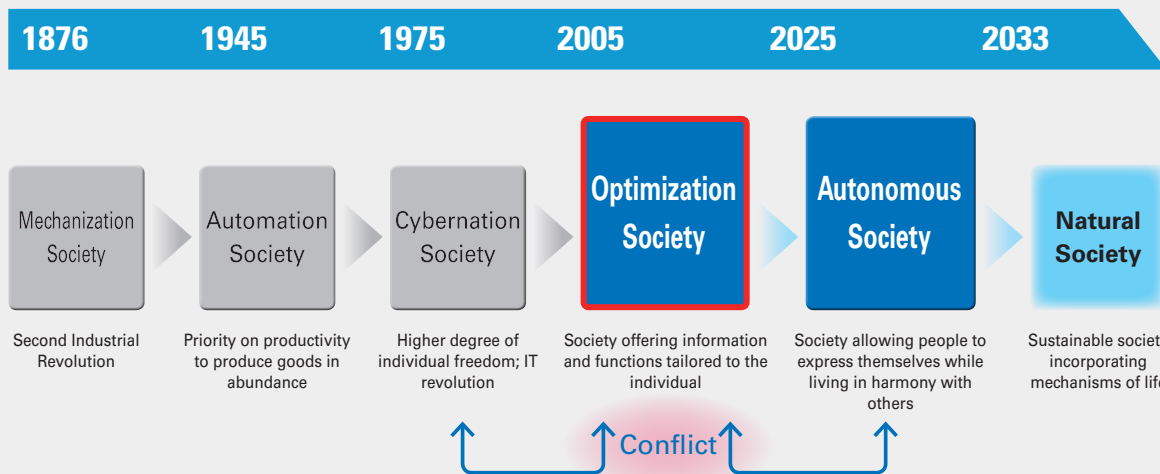 1876 1945 1975 2005 2025 2033
Mechanization
Society
Automation
Society
Cybernation
Society
Optimization
Society
Autonomous
Society
Natural
Society
Second Industrial
Revolution
Priority on productivity
to produce goods in
abundance
Higher degree of
individual freedom; IT
revolution
Society offering information
and functions tailored to the
individual
Society allowing people to
express themselves while
living in harmony with
others
Sustainable societ
incorporating
mechanisms of lif
Conflict